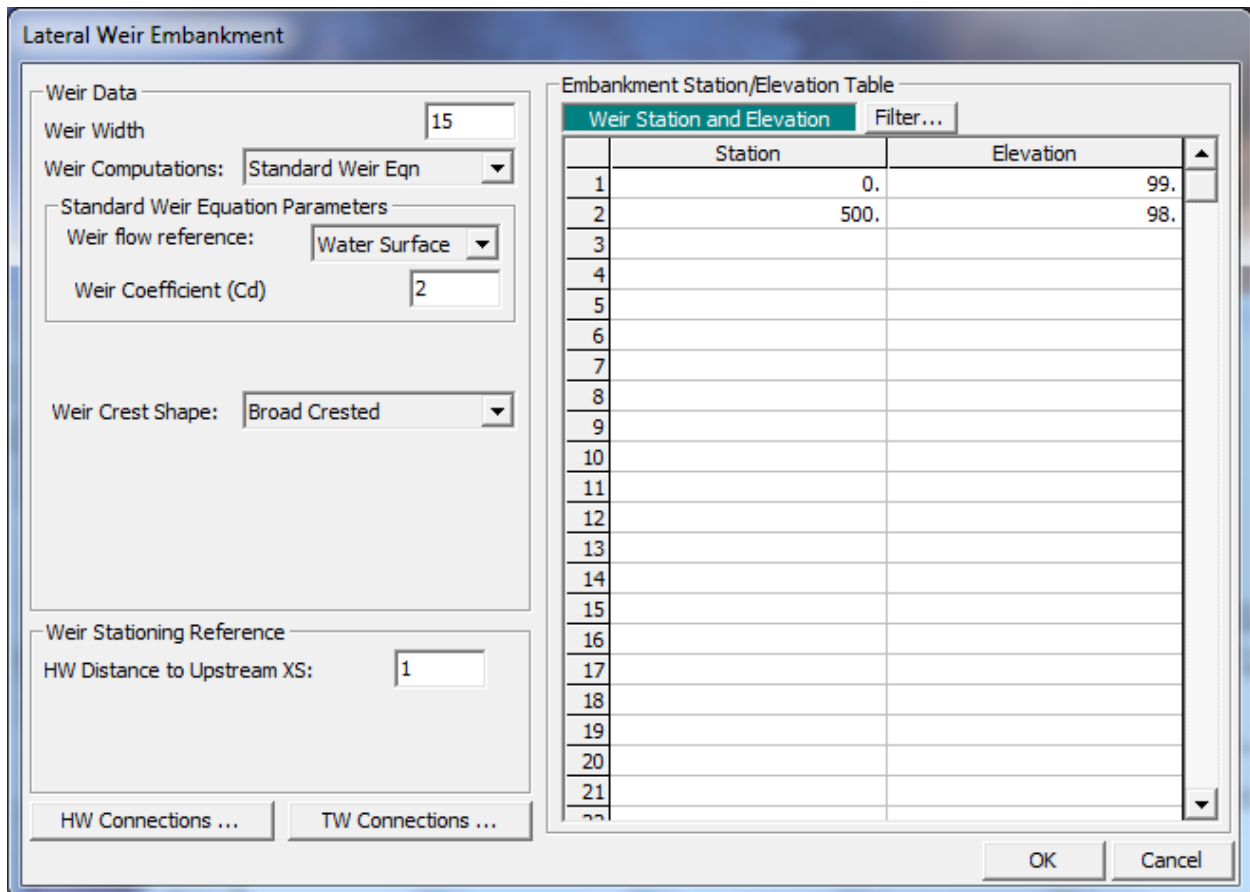 Lateral Weir Embankment
Weir Data
Weir Width 15
Weir Computations: Standard Weir Eqn
Standard Weir Equation Parameters
Weir flow reference: Water Surface
Weir Coefficient (Cd) 2
Weir Crest Shape: Broad Crested
Weir Stationing Reference
HW Distance to Upstream XS: 1
HW Connections ... TW Connections ...
Embankment Station/Elevation Table
Weir Station and Elevation Filter...
Station Elevation
1 0. 99.
2 500. 98.
3
4
5
6
7
8
9
10
11
12
13
14
15
16
17
18
19
20
21
OK Cancel